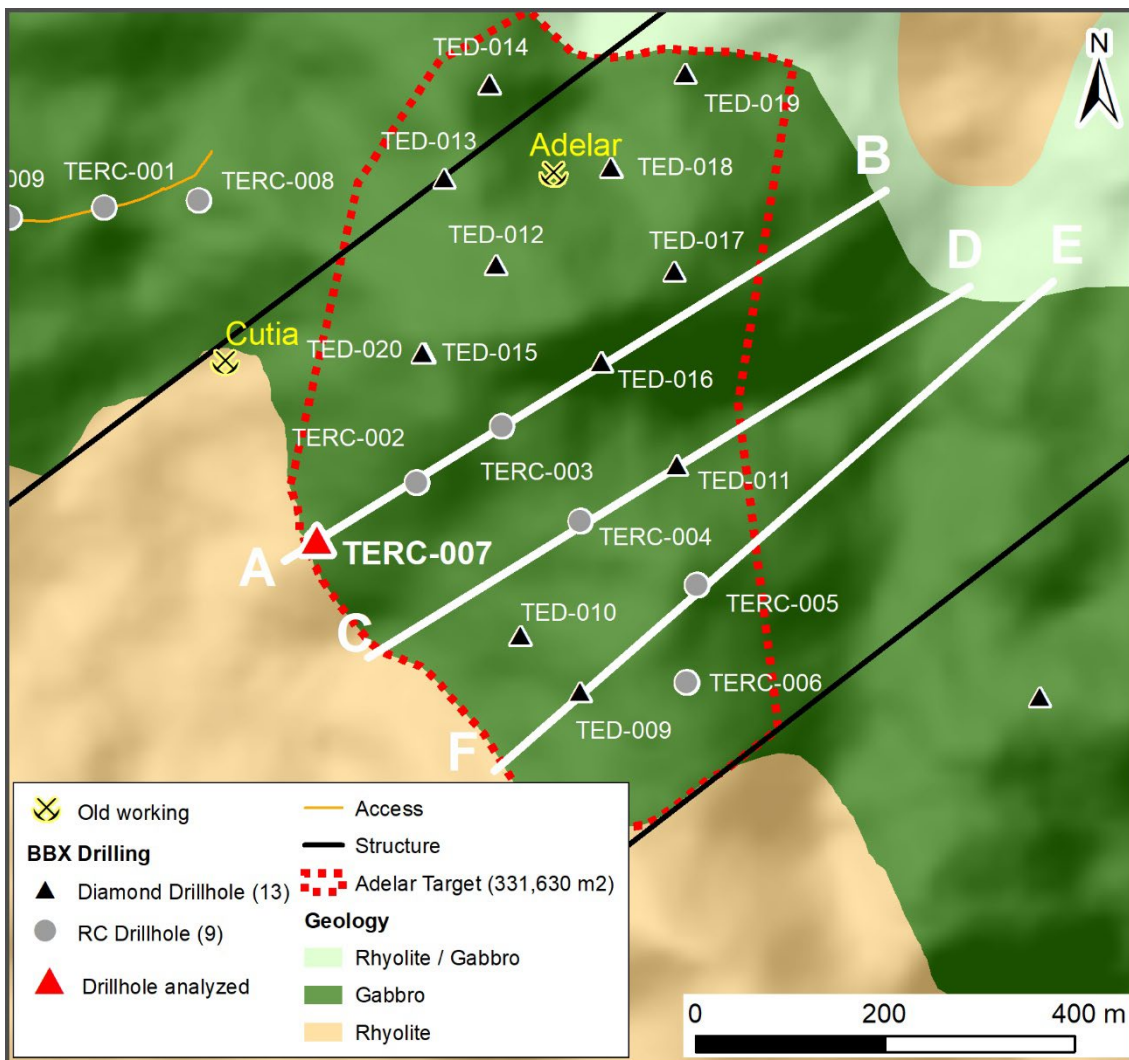 TED-014
N
TED-019
TED-013
Adelar
TED-018
TERC-001
009
TERC-008
B
TED-012
TED-017
D
E
Cutia
TED-020
TED-015
TED-016
TERC-002
TERC-003
TED-011
TERC-004
A
TERC-007
TERC-005
TED-010
C
TERC-006
TED-009
F
Old working
BBX Drilling
Diamond Drillhole (13)
RC Drillhole (9)
Drillhole analyzed
Access
Structure
Adelar Target (331,630 m2)
Geology
Rhyolite / Gabbro
Gabbro
Rhyolite
0 200 400 m